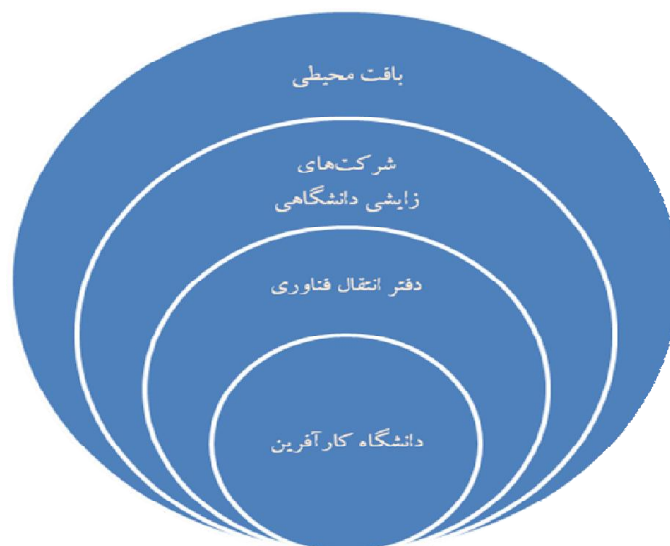 بافت محیطی
شرکت‌های
زایشی دانشگاهی
دفتر انتقال فناوری
دانشگاه کارآفرین